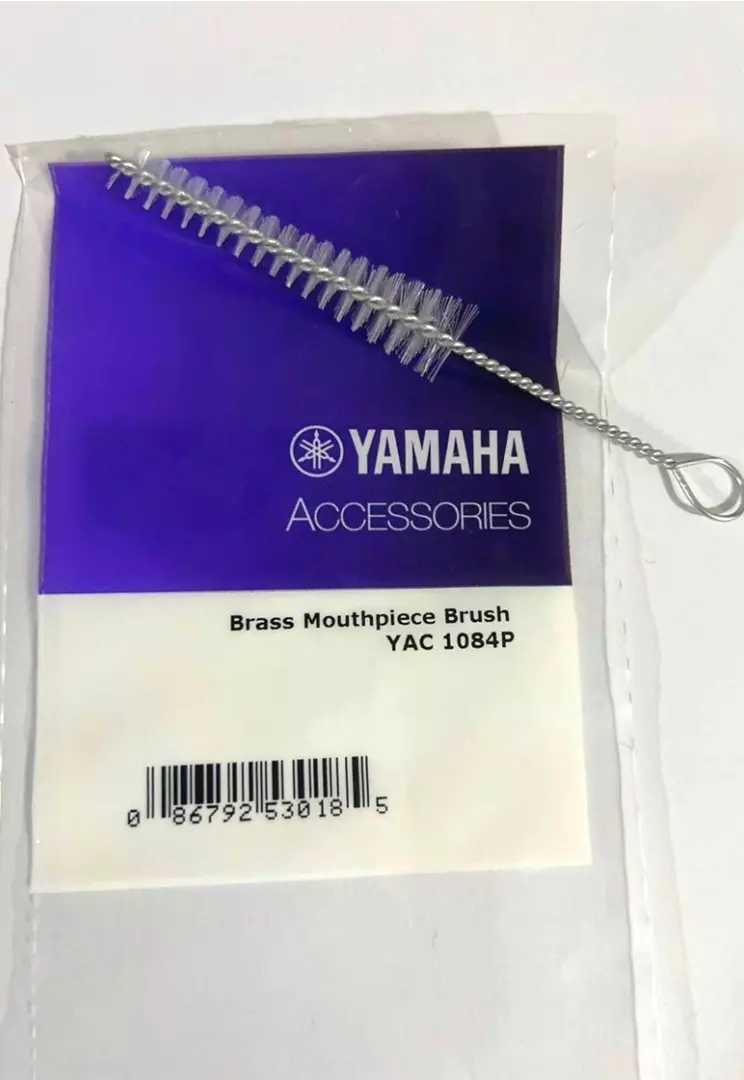 YAMAHA
ACCESSORIES
Brass Mouthpiece Brush
YAC 1084P
0 86792 53018 5